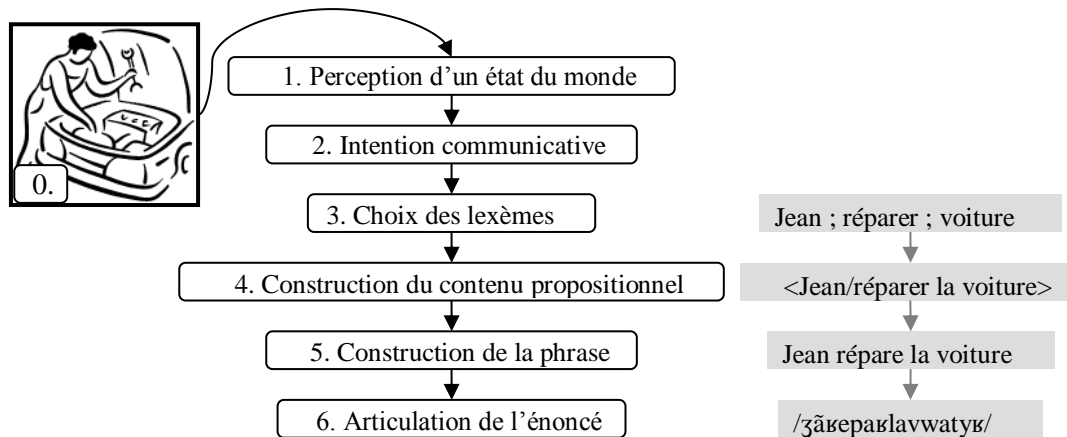 0.
1. Perception d'un état du monde
2. Intention communicative
3. Choix des lexèmes
Jean ; réparer ; voiture
4. Construction du contenu propositionnel
<Jean/réparer la voiture>
5. Construction de la phrase
Jean répare la voiture
6. Articulation de l'énoncé
/ʒãʁepaʁlavwatyʁ/